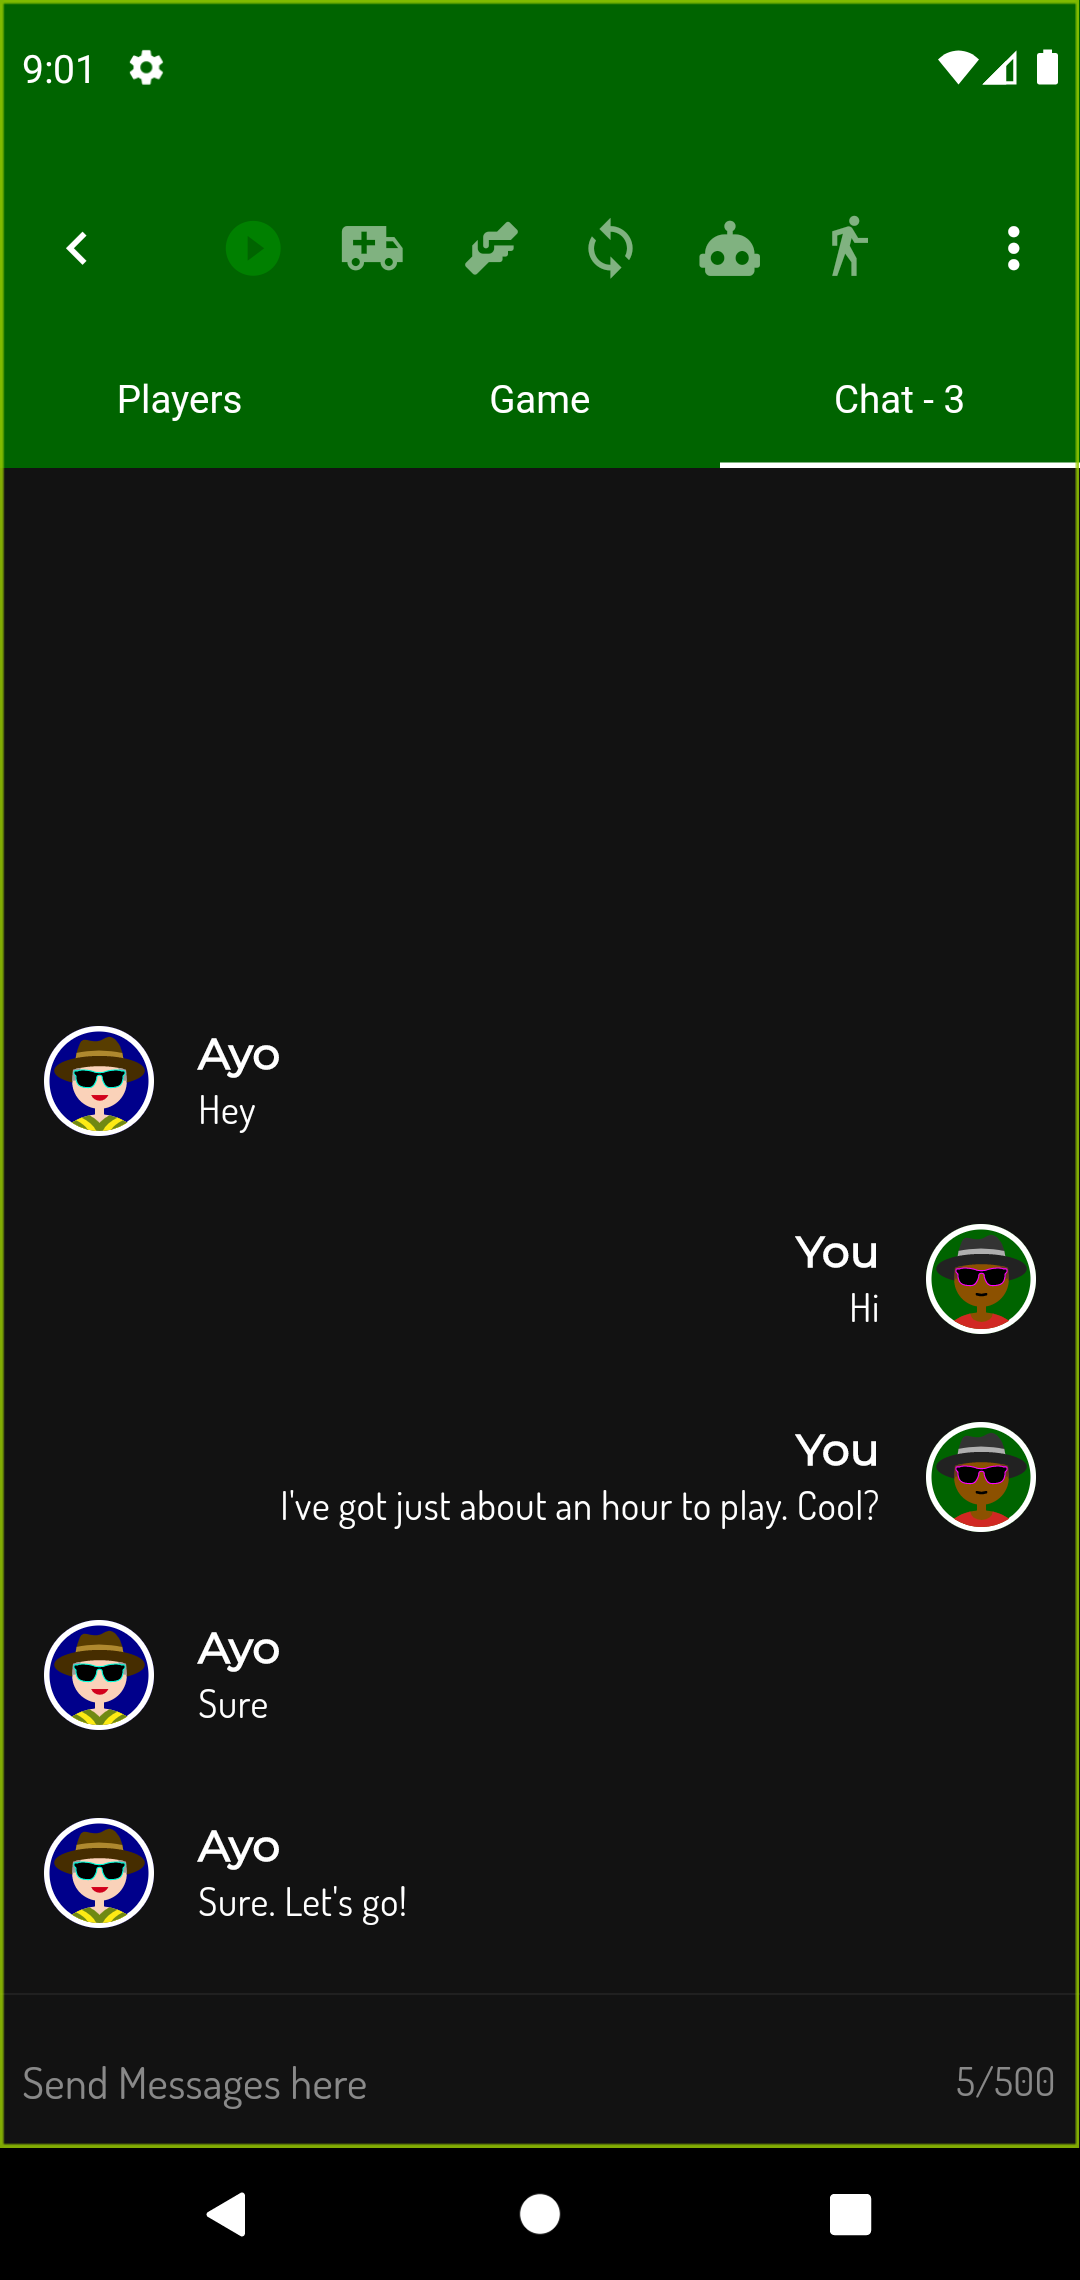 9:01
Players Game Chat - 3
Ayo
Hey
You
Hi
You
I've got just about an hour to play. Cool?
Ayo
Sure
Ayo
Sure. Let's go!
Send Messages here 5/500